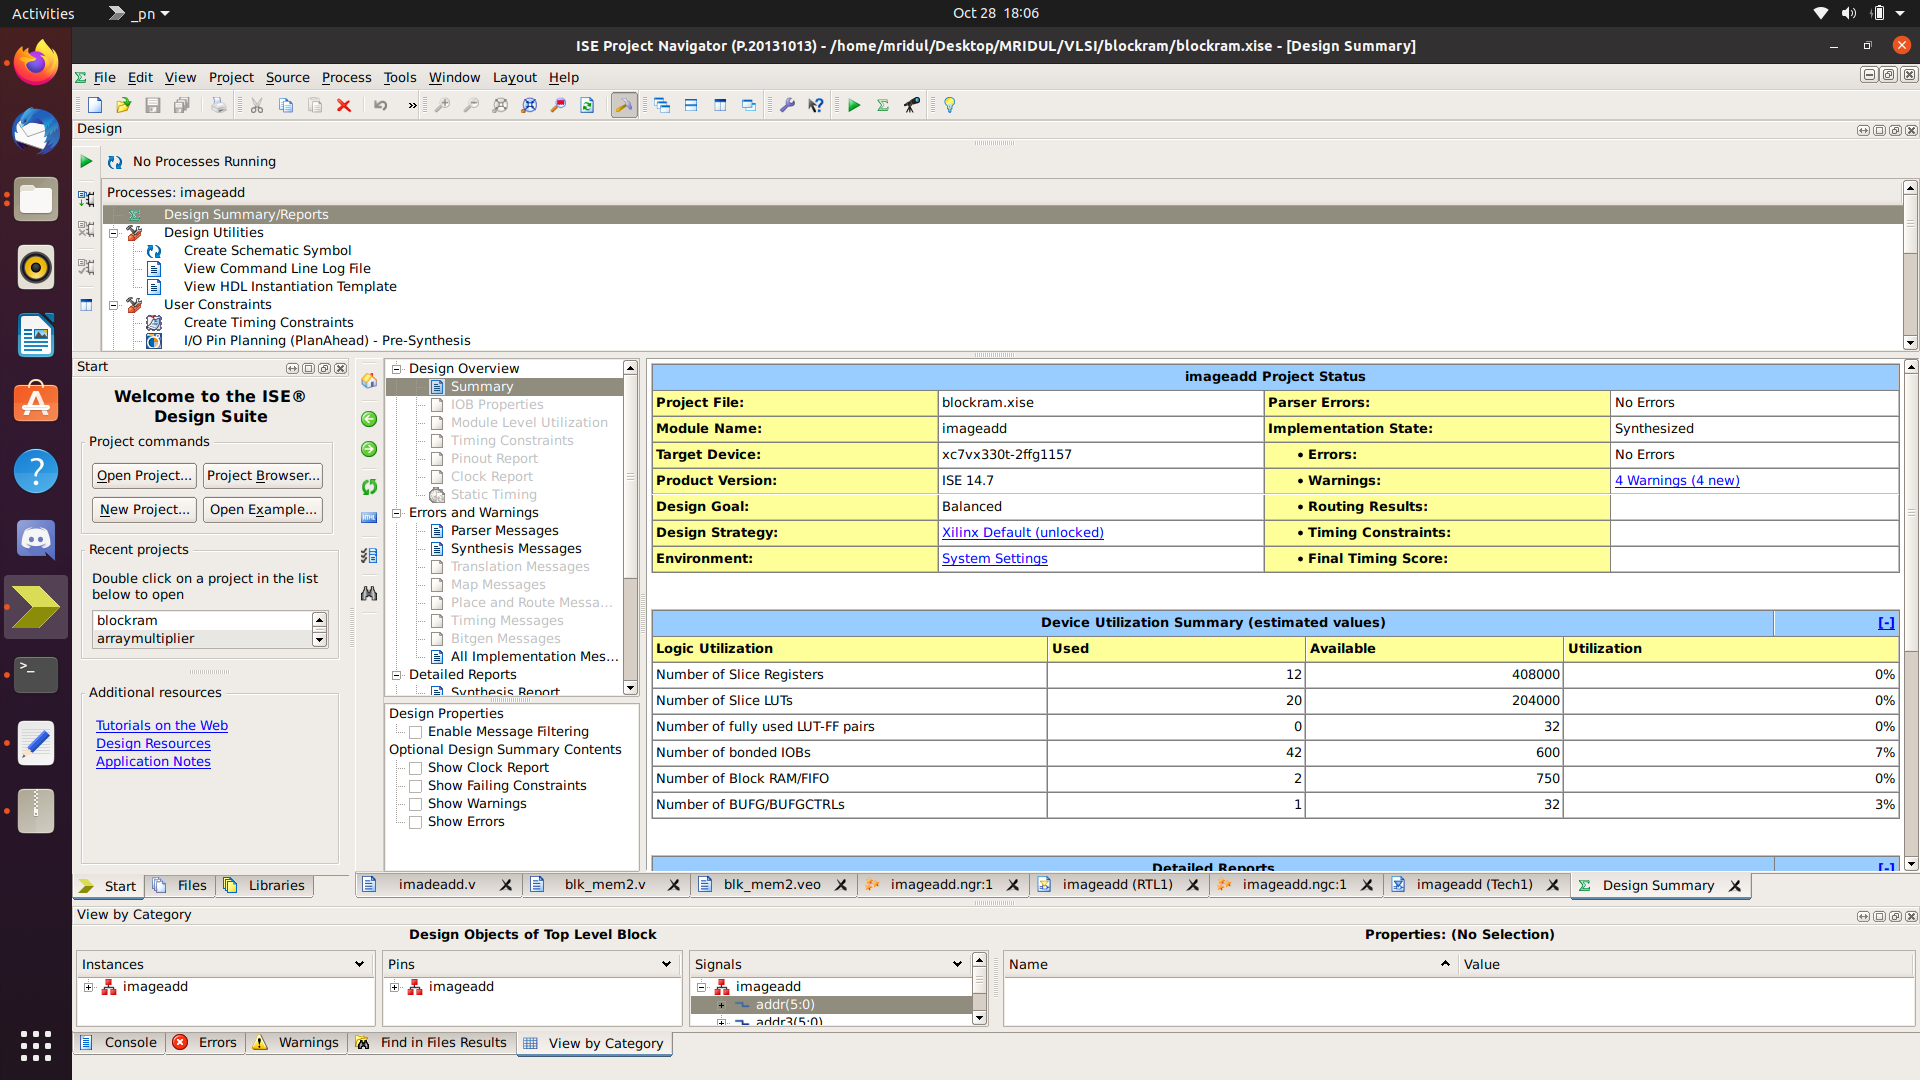 Activities
_pn
Oct 28 18:06
ISE Project Navigator (P.20131013) - /home/mridul/Desktop/MRIDUL/VLSI/blockram/blockram.xise - [Design Summary]
File Edit View Project Source Process Tools Window Layout Help
Design
No Processes Running
Processes: imageadd
Design Summary/Reports
Design Utilities
Create Schematic Symbol
View Command Line Log File
View HDL Instantiation Template
User Constraints
Create Timing Constraints
I/O Pin Planning (PlanAhead) - Pre-Synthesis
Start
Welcome to the ISE®
Design Suite
Project commands
Open Project... Project Browser...
New Project... Open Example...
Recent projects
Double click on a project in the list
below to open
blockram
arraymultiplier
Additional resources
Tutorials on the Web
Design Resources
Application Notes
Design Overview
Summary
IOB Properties
Module Level Utilization
Timing Constraints
Pinout Report
Clock Report
Static Timing
Errors and Warnings
Parser Messages
Synthesis Messages
Translation Messages
Map Messages
Place and Route Messa...
Timing Messages
Bitgen Messages
All Implementation Mes...
Detailed Reports
Synthesis Report
Design Properties
Enable Message Filtering
Optional Design Summary Contents
Show Clock Report
Show Failing Constraints
Show Warnings
Show Errors
imageadd Project Status
Project File: blockram.xise Parser Errors: No Errors
Module Name: imageadd Implementation State: Synthesized
Target Device: xc7vx330t-2ffg1157 • Errors: No Errors
Product Version: ISE 14.7 • Warnings: 4 Warnings (4 new)
Design Goal: Balanced • Routing Results:
Design Strategy: Xilinx Default (unlocked) • Timing Constraints:
Environment: System Settings • Final Timing Score:
Device Utilization Summary (estimated values) [-]
Logic Utilization Used Available Utilization
Number of Slice Registers 12 408000 0%
Number of Slice LUTs 20 204000 0%
Number of fully used LUT-FF pairs 0 32 0%
Number of bonded IOBs 42 600 7%
Number of Block RAM/FIFO 2 750 0%
Number of BUFG/BUFGCTRLs 1 32 3%
Detailed Reports [-]
Start Files Libraries
imadeadd.v blk_mem2.v blk_mem2.veo imageadd.ngr:1 imageadd (RTL1) imageadd.ngc:1 imageadd (Tech1) Design Summary
View by Category
Design Objects of Top Level Block
Properties: (No Selection)
Instances
imageadd
Pins
imageadd
Signals
imageadd
addr(5:0)
addr3(5:0)
Name Value
Console Errors Warnings Find in Files Results View by Category